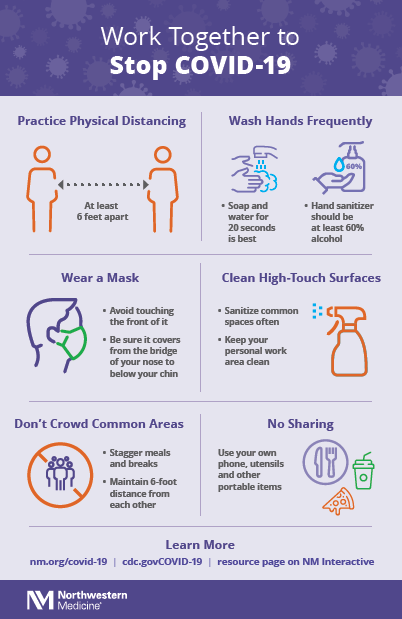 Work Together to
Stop COVID-19
Practice Physical Distancing
At least
6 feet apart
Wash Hands Frequently
60%
• Soap and
water for
20 seconds
is best
• Hand sanitizer
should be
at least 60%
alcohol
Wear a Mask
• Avoid touching
the front of it
• Be sure it covers
from the bridge
of your nose to
below your chin
Clean High-Touch Surfaces
• Sanitize common
spaces often
• Keep your
personal work
area clean
Don't Crowd Common Areas
• Stagger meals
and breaks
• Maintain 6-foot
distance from
each other
No Sharing
Use your own
phone, utensils
and other
portable items
Learn More
nm.org/covid-19 | cdc.govCOVID-19 | resource page on NM Interactive
NM Northwestern
Medicine®